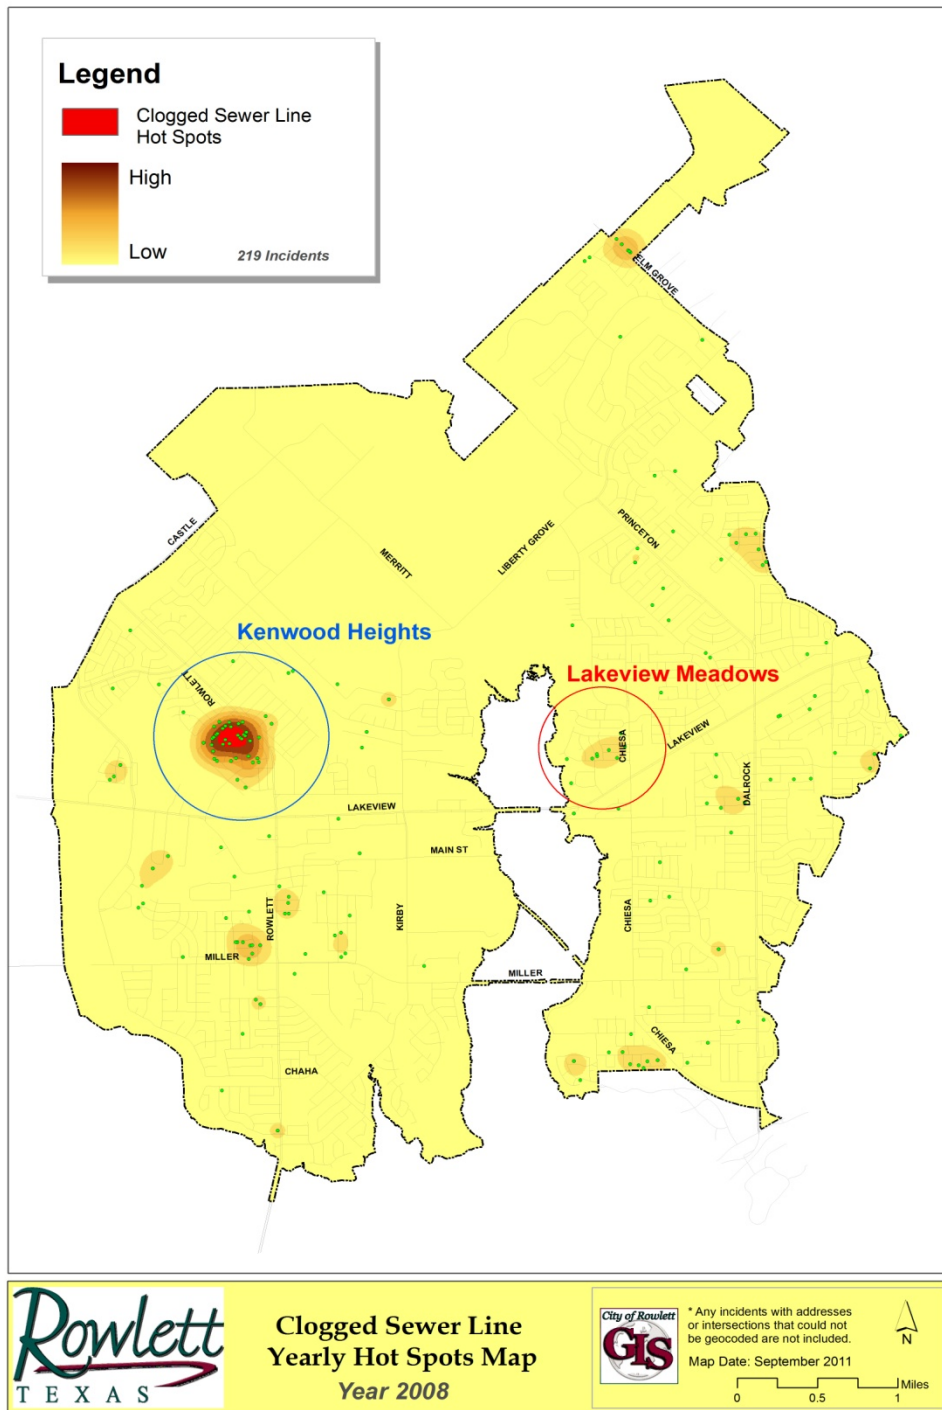 Legend
Clogged Sewer Line
Hot Spots
High
Low
219 Incidents
ELM GROVE
CASTLE
MERRITT
LIBERTY GROVE
PRINCETON
Kenwood Heights
Lakeview Meadows
ROWLETT
CHIESA
LAKEVIEW
DALROCK
LAKEVIEW
MAIN ST
ROWLETT
KIRBY
CHIESA
MILLER
MILLER
CHIESA
CHAHA
Rowlett
TEXAS
Clogged Sewer Line
Yearly Hot Spots Map
Year 2008
City of Rowlett
GIS
* Any incidents with addresses
or intersections that could not
be geocoded are not included.
Map Date: September 2011
N
Miles
0 0.5 1